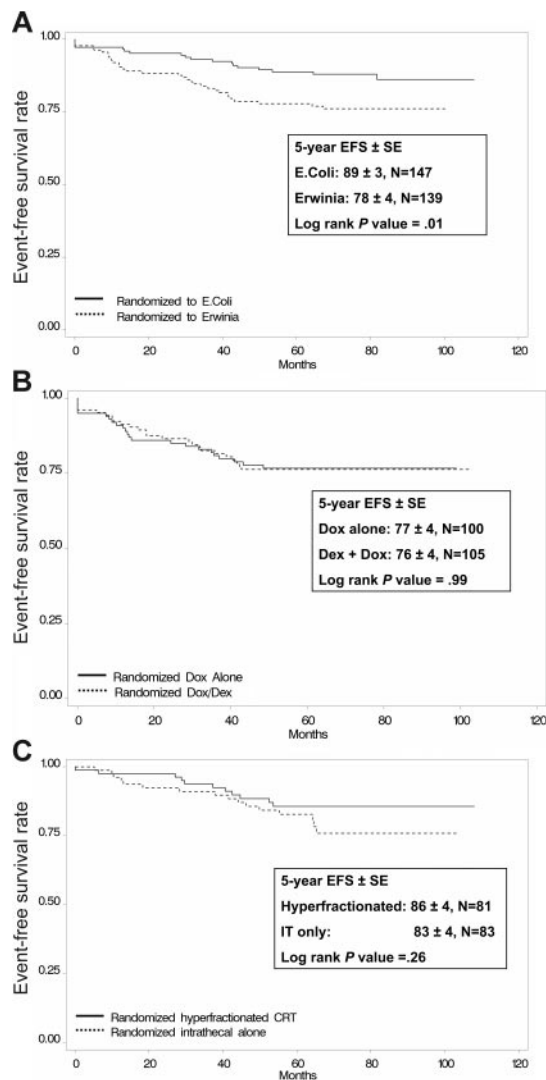 A
Event-free survival rate
1.00
0.75
0.50
0.25
0.00
5-year EFS ± SE
E.Coli: 89 ± 3, N=147
Erwinia: 78 ± 4, N=139
Log rank P value = .01
Randomized to E.Coli
Randomized to Erwinia
0 20 40 60 80 100 120
Months
B
Event-free survival rate
1.00
0.75
0.50
0.25
0.00
5-year EFS ± SE
Dox alone: 77 ± 4, N=100
Dex + Dox: 76 ± 4, N=105
Log rank P value = .99
Randomized Dox Alone
Randomized Dox/Dex
0 20 40 60 80 100 120
Months
C
Event-free survival rate
1.00
0.75
0.50
0.25
0.00
5-year EFS ± SE
Hyperfractionated: 86 ± 4, N=81
IT only: 83 ± 4, N=83
Log rank P value =.26
Randomized hyperfractionated CRT
Randomized intrathecal alone
0 20 40 60 80 100 120
Months